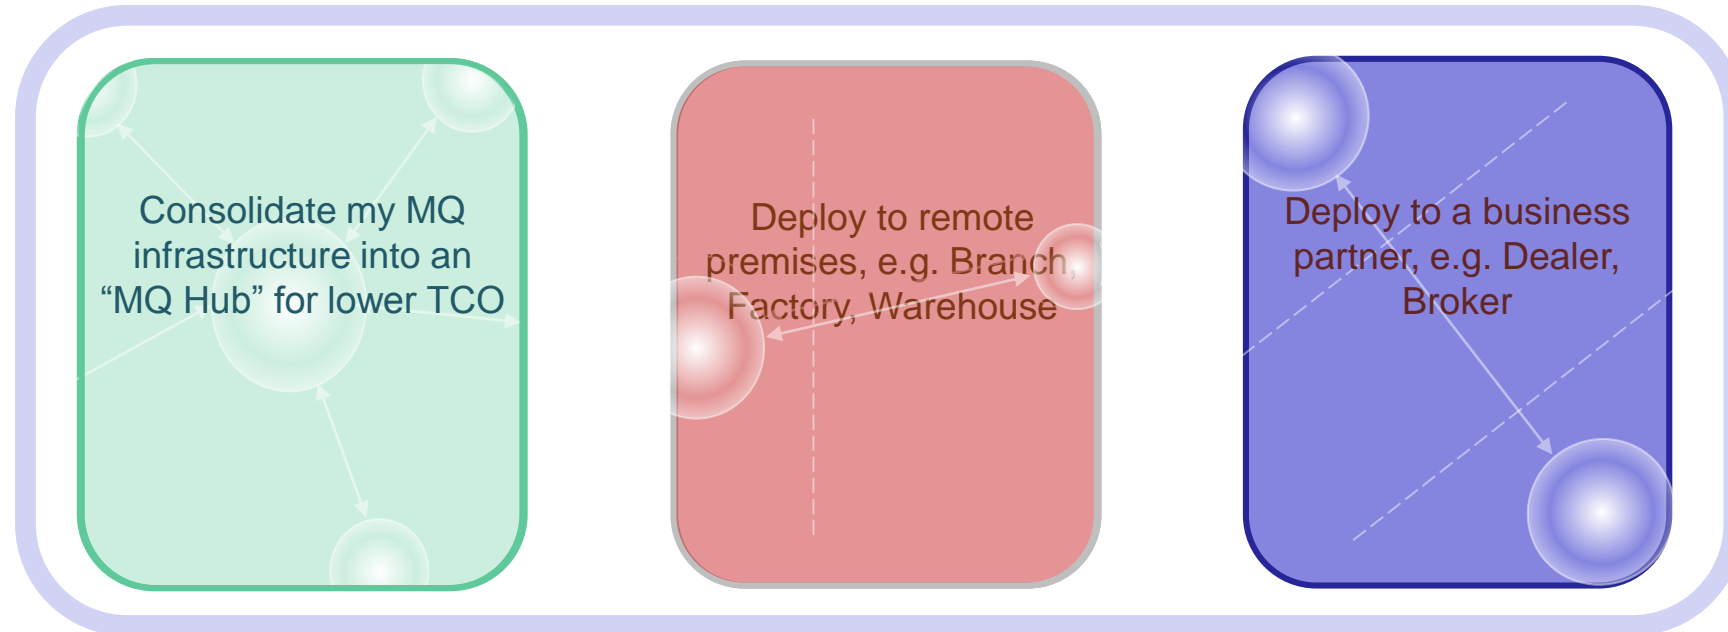 Consolidate my MQ
infrastructure into an
“MQ Hub” for lower TCO
Deploy to remote
premises, e.g. Branch,
Factory, Warehouse
Deploy to a business
partner, e.g. Dealer,
Broker